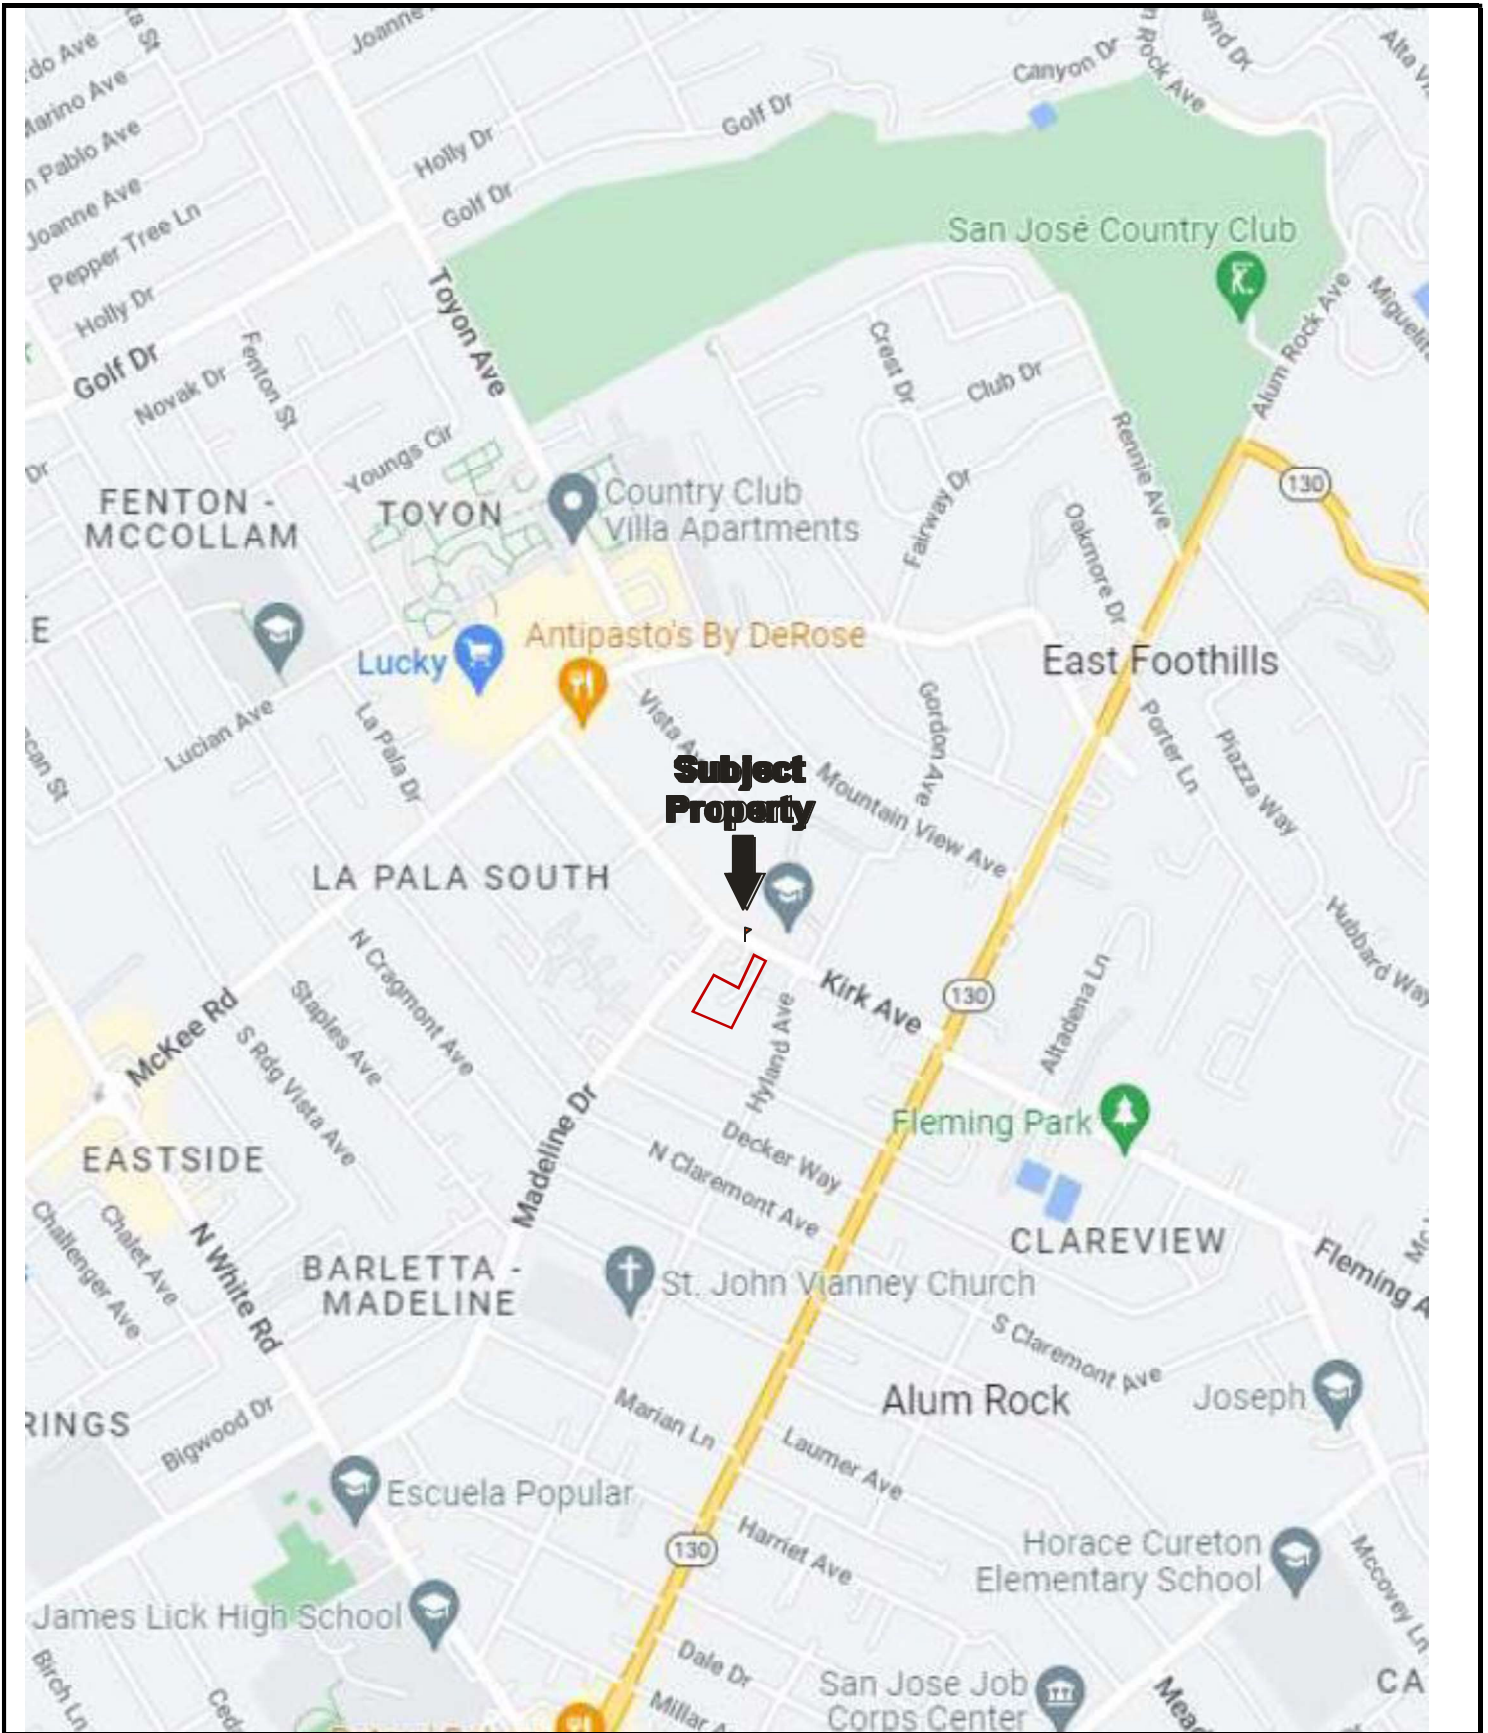 Joanne
Canyon Dr
Rock Ave
Alta
Marino Ave
Pablo Ave
Joanne Ave
Pepper Tree Ln
Holly Dr
Golf Dr
Holly Dr
Golf Dr
Golf Dr
Toyon Ave
San José Country Club
Alum Rock Ave
Fenton St
Novak Dr
Youngs Cir
Crest Dr
Club Dr
Rennie Ave
Dr
FENTON -
MCCOLLAM
TOYON
Country Club
Villa Apartments
Fairway Dr
Oakmore Dr
130
Antipasto's By DeRose
Lucky
East Foothills
Lucian Ave
La Pala Dr
Vista
Gordon Ave
Porter Ln
Piazza Way
Subject
Property
Mountain View Ave
LA PALA SOUTH
Hubbard Way
N Cragmont Ave
Staples Ave
McKee Rd
S Rdg Vista Ave
Kirk Ave
130
Altadena Ln
Hyland Ave
Madeline Dr
Fleming Park
Decker Way
N Claremont Ave
EASTSIDE
Challenger Ave
Chalet Ave
N White Rd
CLAREVIEW
BARLETTA -
MADELINE
St. John Vianney Church
Fleming A
S Claremont Ave
Alum Rock
Joseph
RINGS
Bigwood Dr
Marian Ln
Laumer Ave
Escuela Popular
130
Harriet Ave
Horace Cureton
Elementary School
Mccovey Ln
James Lick High School
Birch Ln
Dale Dr
Millar
San Jose Job
Corps Center
CA